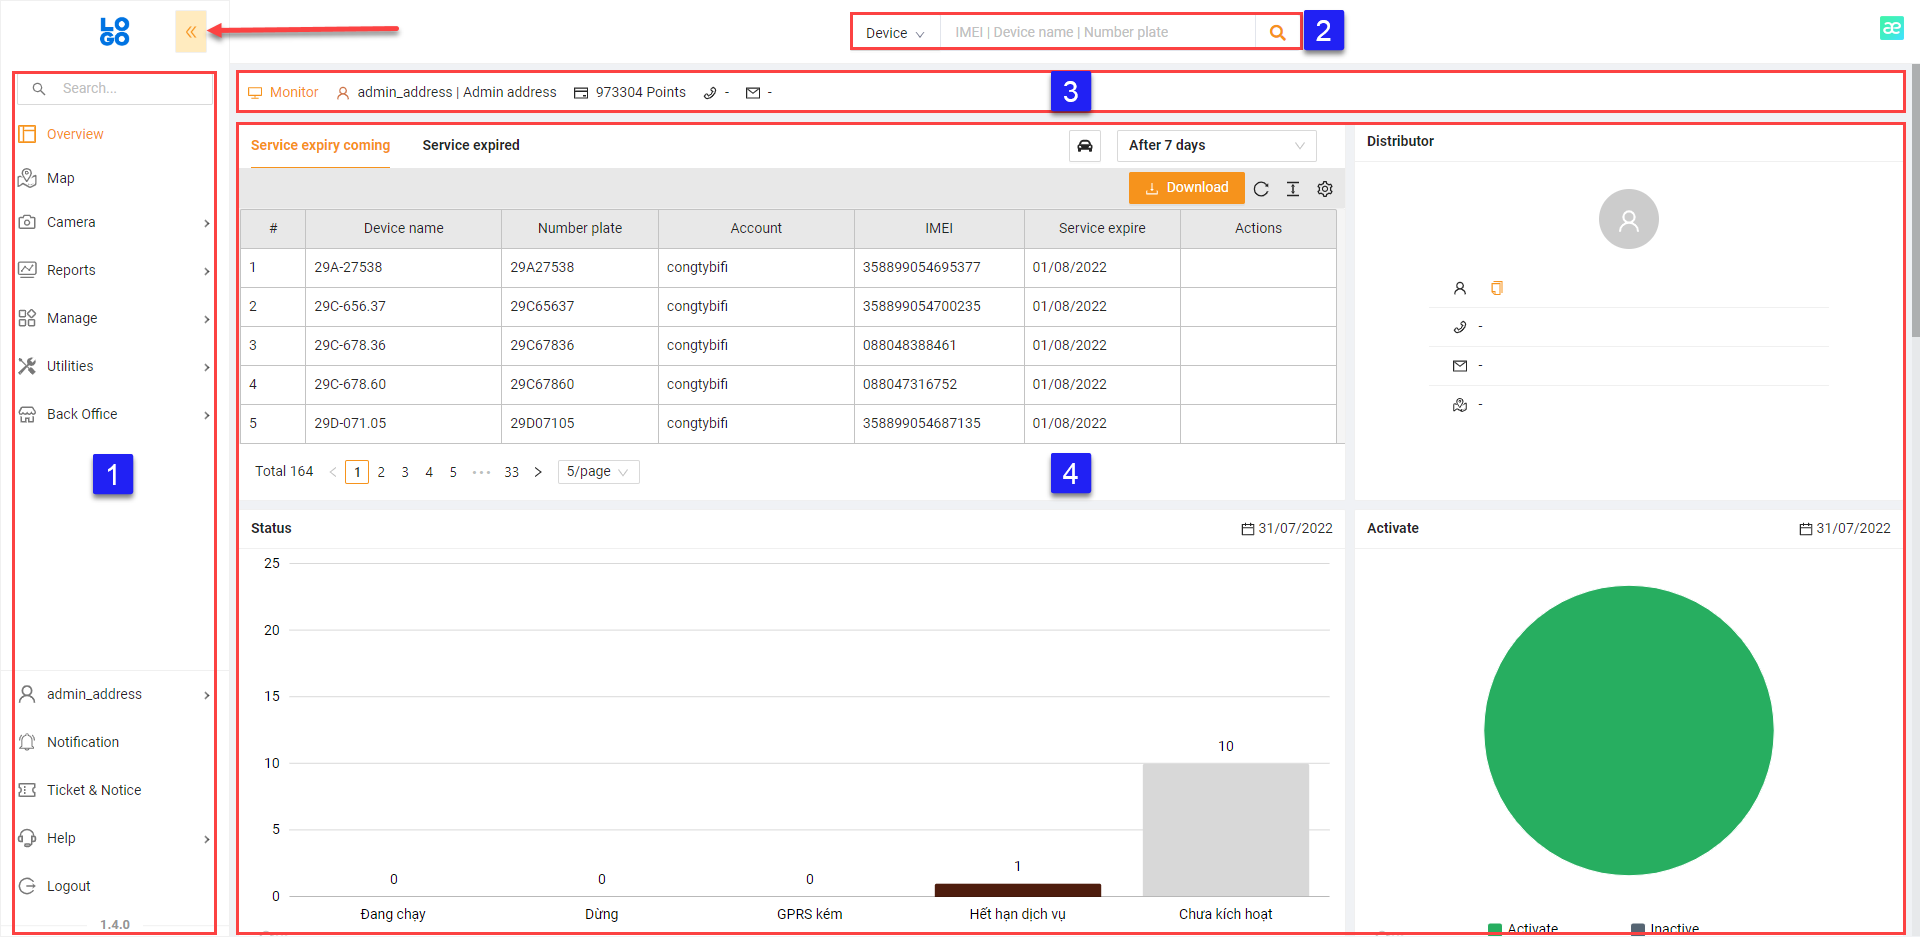 LO
GO
«
Device
IMEI | Device name | Number plate
2
æ
Search...
Overview
Map
Camera
Reports
Manage
Utilities
Back Office
1
admin_address
Notification
Ticket & Notice
Help
Logout
1.4.0
Monitor
admin_address | Admin address
973304 Points
-
-
3
Service expiry coming
Service expired
After 7 days
Download
# Device name Number plate Account IMEI Service expire Actions
1 29A-27538 29A27538 congtybifi 358899054695377 01/08/2022
2 29C-656.37 29C65637 congtybifi 358899054700235 01/08/2022
3 29C-678.36 29C67836 congtybifi 088048388461 01/08/2022
4 29C-678.60 29C67860 congtybifi 088047316752 01/08/2022
5 29D-071.05 29D07105 congtybifi 358899054687135 01/08/2022
Total 164 < 1 2 3 4 5 ••• 33 > 5/page
4
Distributor
-
-
-
Status
31/07/2022
25
20
15
10
5
0
0
0
0
1
10
Đang chạy
Dừng
GPRS kém
Hết hạn dịch vụ
Chưa kích hoạt
Activate
31/07/2022
Activate
Inactive